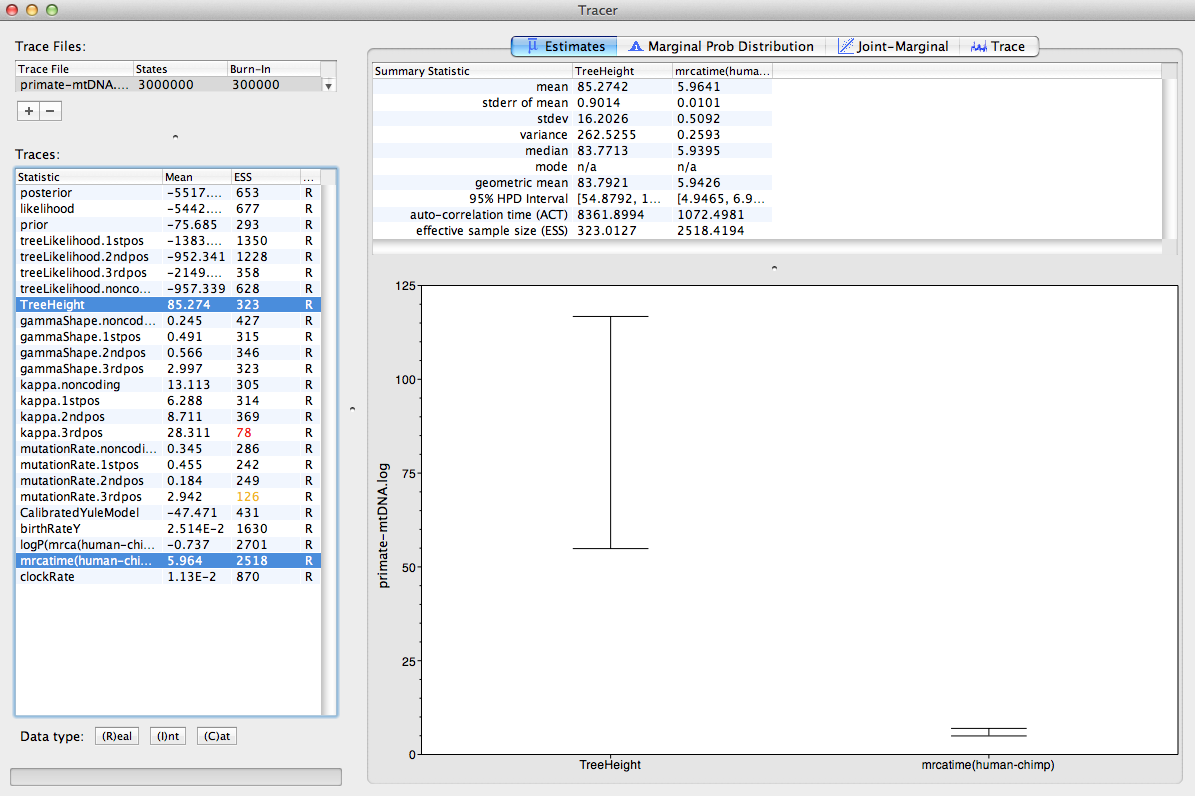 Tracer
Trace Files:
Trace File States Burn-In
primate-mtDNA.... 3000000 300000
+ −
Traces:
Statistic Mean ESS ...
posterior -5517.... 653 R
likelihood -5442.... 677 R
prior -75.685 293 R
treeLikelihood.1stpos -1383.... 1350 R
treeLikelihood.2ndpos -952.341 1228 R
treeLikelihood.3rdpos -2149.... 358 R
treeLikelihood.nonco... -957.339 628 R
TreeHeight 85.274 323 R
gammaShape.noncod... 0.245 427 R
gammaShape.1stpos 0.491 315 R
gammaShape.2ndpos 0.566 346 R
gammaShape.3rdpos 2.997 323 R
kappa.noncoding 13.113 305 R
kappa.1stpos 6.288 314 R
kappa.2ndpos 8.711 369 R
kappa.3rdpos 28.311 78 R
mutationRate.noncodi... 0.345 286 R
mutationRate.1stpos 0.455 242 R
mutationRate.2ndpos 0.184 249 R
mutationRate.3rdpos 2.942 126 R
CalibratedYuleModel -47.471 431 R
birthRateY 2.514E-2 1630 R
logP(mrca(human-chi... -0.737 2701 R
mrcatime(human-chi... 5.964 2518 R
clockRate 1.13E-2 870 R
Data type: (R)eal (I)nt (C)at
Estimates Marginal Prob Distribution Joint-Marginal Trace
Summary Statistic TreeHeight mrcatime(huma...
mean 85.2742 5.9641
stderr of mean 0.9014 0.0101
stdev 16.2026 0.5092
variance 262.5255 0.2593
median 83.7713 5.9395
mode n/a n/a
geometric mean 83.7921 5.9426
95% HPD Interval [54.8792, 1... [4.9465, 6.9...
auto-correlation time (ACT) 8361.8994 1072.4981
effective sample size (ESS) 323.0127 2518.4194
primate-mtDNA.log
125
100
75
50
25
0
TreeHeight mrcatime(human-chimp)